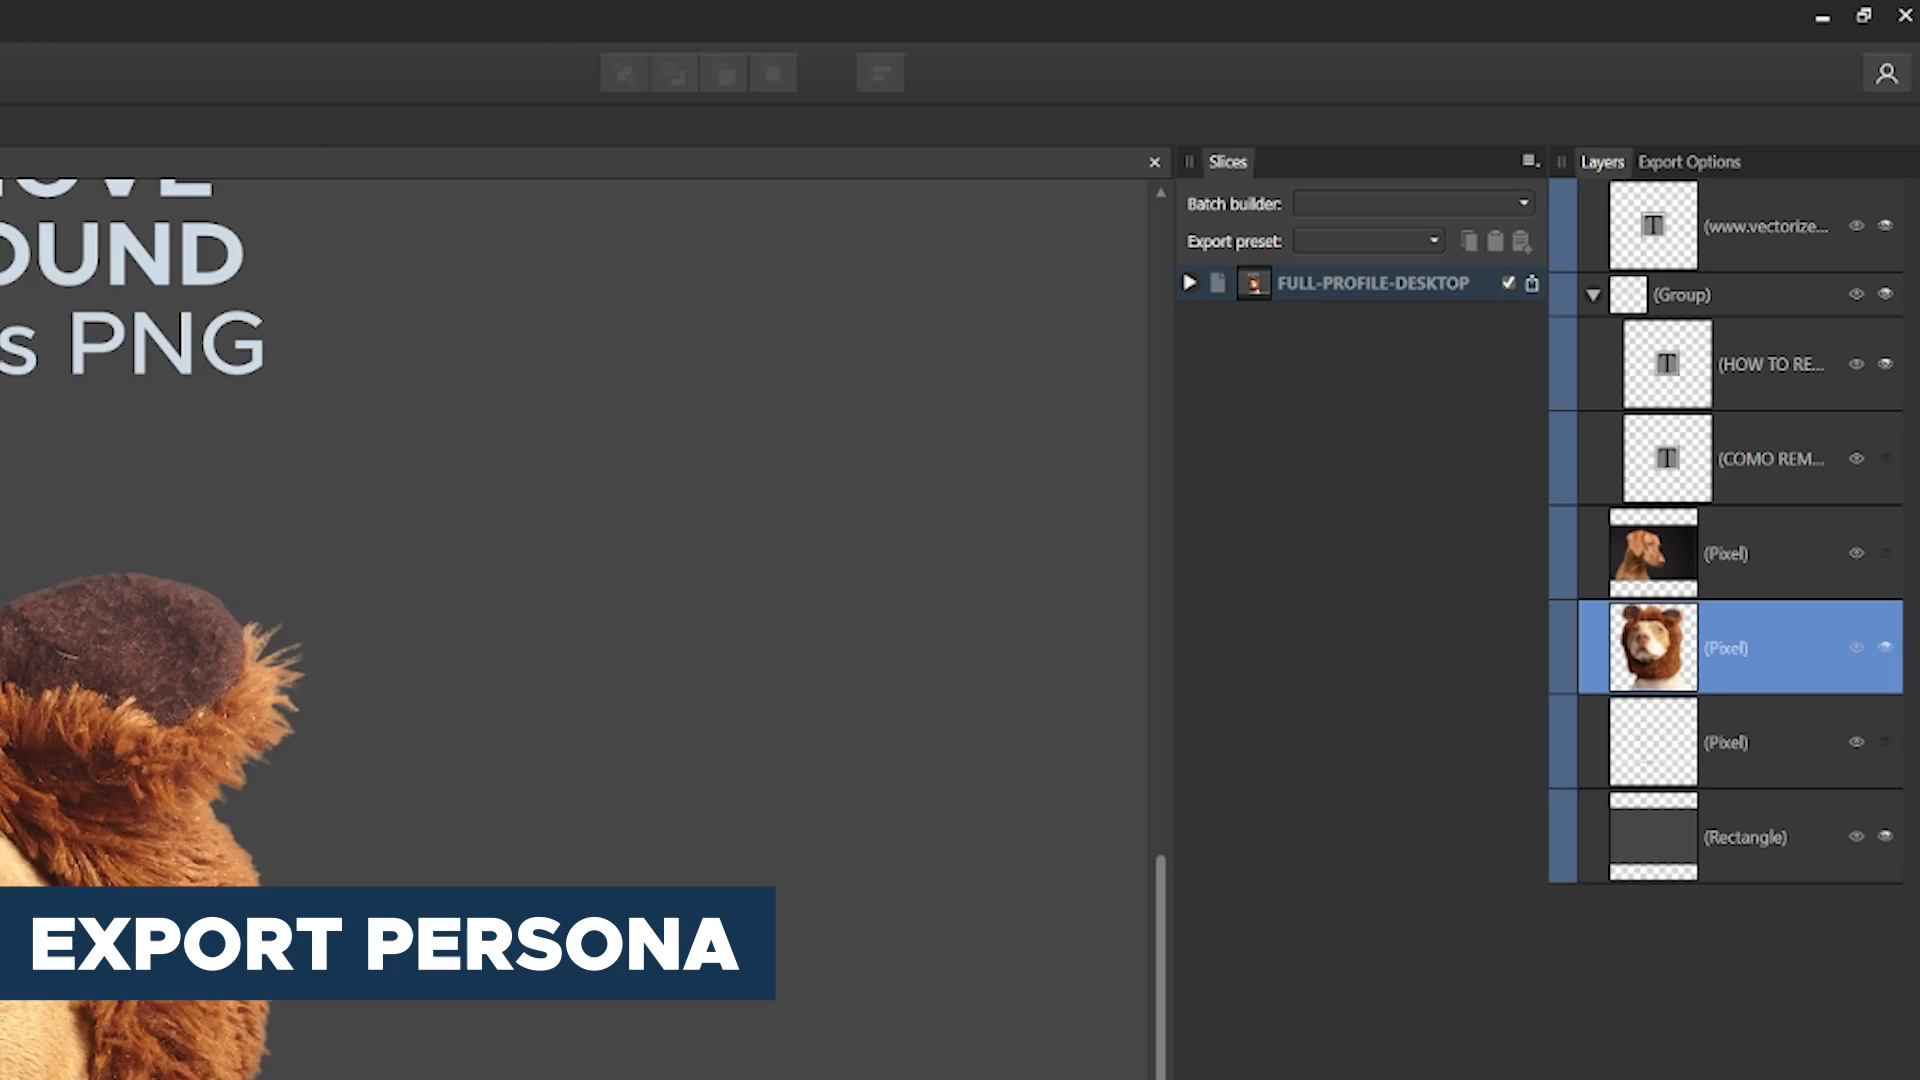 OUND
s PNG
Slices
Batch builder:
Export preset:
FULL-PROFILE-DESKTOP
Layers Export Options
(www.vectorize...
(Group)
(HOW TO RE...
(COMO REM...
(Pixel)
(Pixel)
(Pixel)
(Rectangle)
EXPORT PERSONA